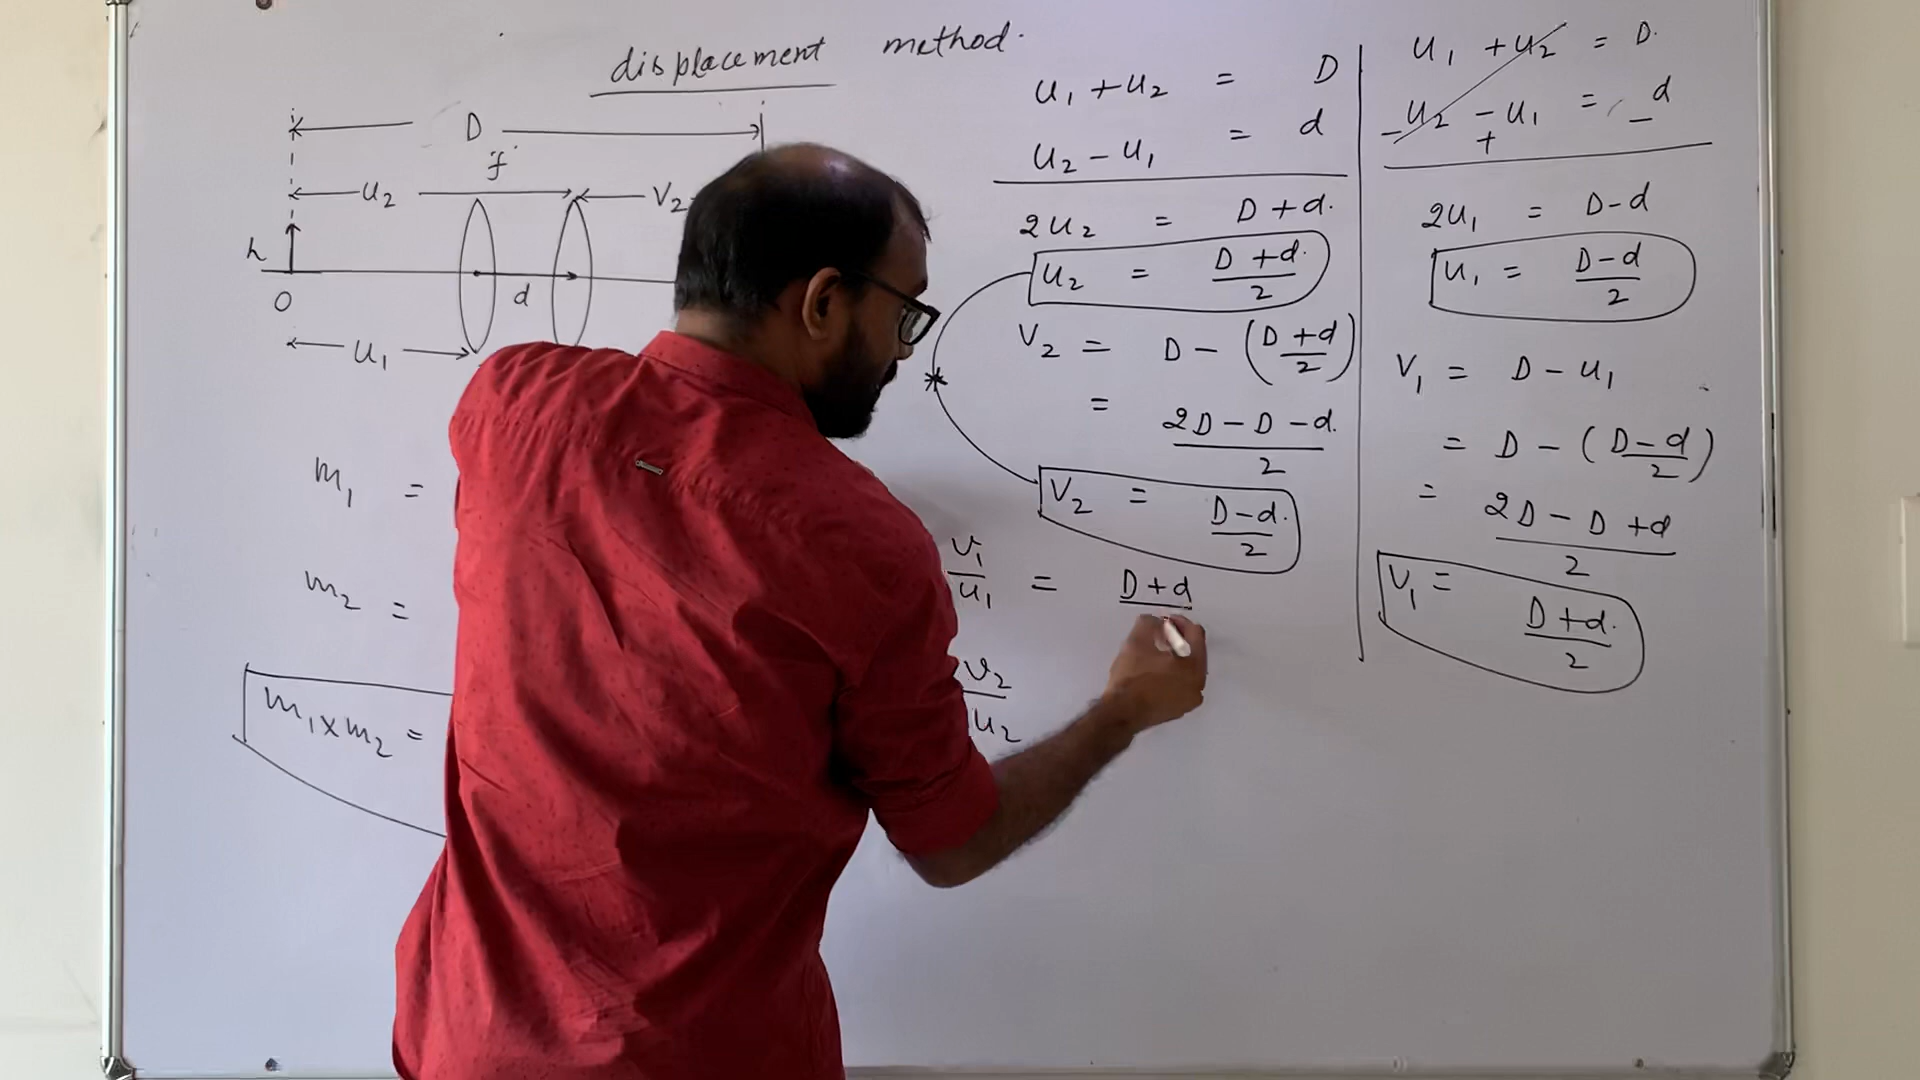 displacement method.
D
f
u₂ V₂
h
O d
u₁
m₁ =
m₂ =
m₁ x m₂ =
u₁ + u₂ = D
u₂ - u₁ = d
2u₂ = D + d.
u₂ = (D + d.)/2
V₂ = D - (D + d/2)
= (2D - D - d.)/2
V₂ = (D - d.)/2
v₁/u₁ = D + d
v₂/u₂
u₁ + u₂ = D.
- u₂ - u₁ = - d
+
2u₁ = D - d
u₁ = (D - d)/2
V₁ = D - u₁
= D - (D - d/2)
= (2D - D + d)/2
V₁ = (D + d.)/2